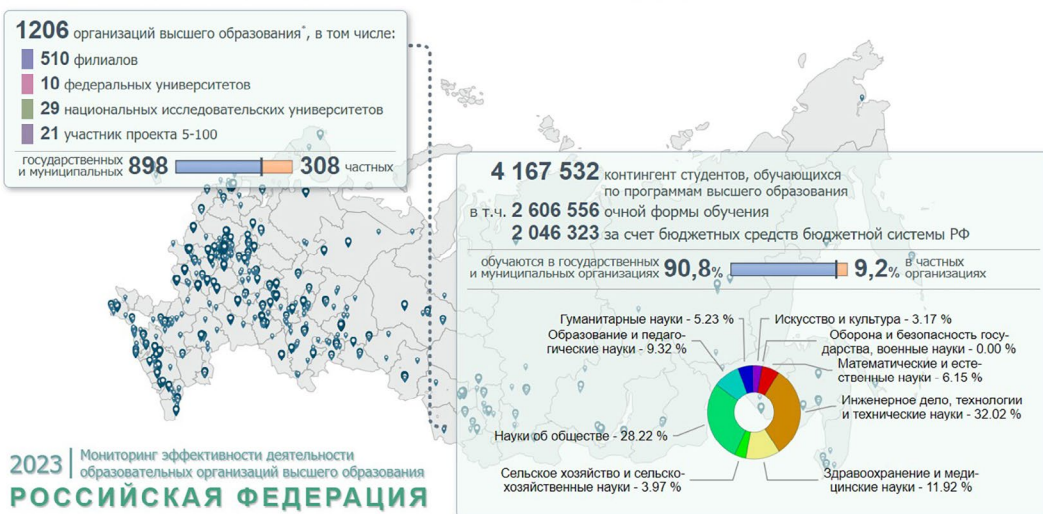 1206 организаций высшего образования*, в том числе:
510 филиалов
10 федеральных университетов
29 национальных исследовательских университетов
21 участник проекта 5-100
государственных
и муниципальных 898 308 частных
4 167 532 контингент студентов, обучающихся
по программам высшего образования
в т.ч. 2 606 556 очной формы обучения
2 046 323 за счет бюджетных средств бюджетной системы РФ
обучаются в государственных
и муниципальных организациях 90,8% 9,2% в частных
организациях
Гуманитарные науки - 5.23 %
Искусство и культура - 3.17 %
Образование и педаго-
гические науки - 9.32 %
Оборона и безопасность госу-
дарства, военные науки - 0.00 %
Математические и есте-
ственные науки - 6.15 %
Инженерное дело, технологии
и технические науки - 32.02 %
Науки об обществе - 28.22 %
Сельское хозяйство и сельско-
хозяйственные науки - 3.97 %
Здравоохранение и меди-
цинские науки - 11.92 %
2023 Мониторинг эффективности деятельности
образовательных организаций высшего образования
РОССИЙСКАЯ ФЕДЕРАЦИЯ